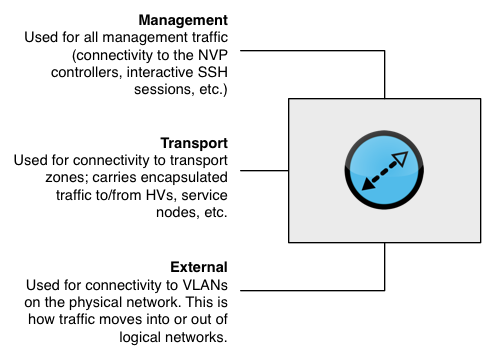 Management
Used for all management traffic
(connectivity to the NVP
controllers, interactive SSH
sessions, etc.)
Transport
Used for connectivity to transport
zones; carries encapsulated
traffic to/from HVs, service
nodes, etc.
External
Used for connectivity to VLANs
on the physical network. This is
how traffic moves into or out of
logical networks.